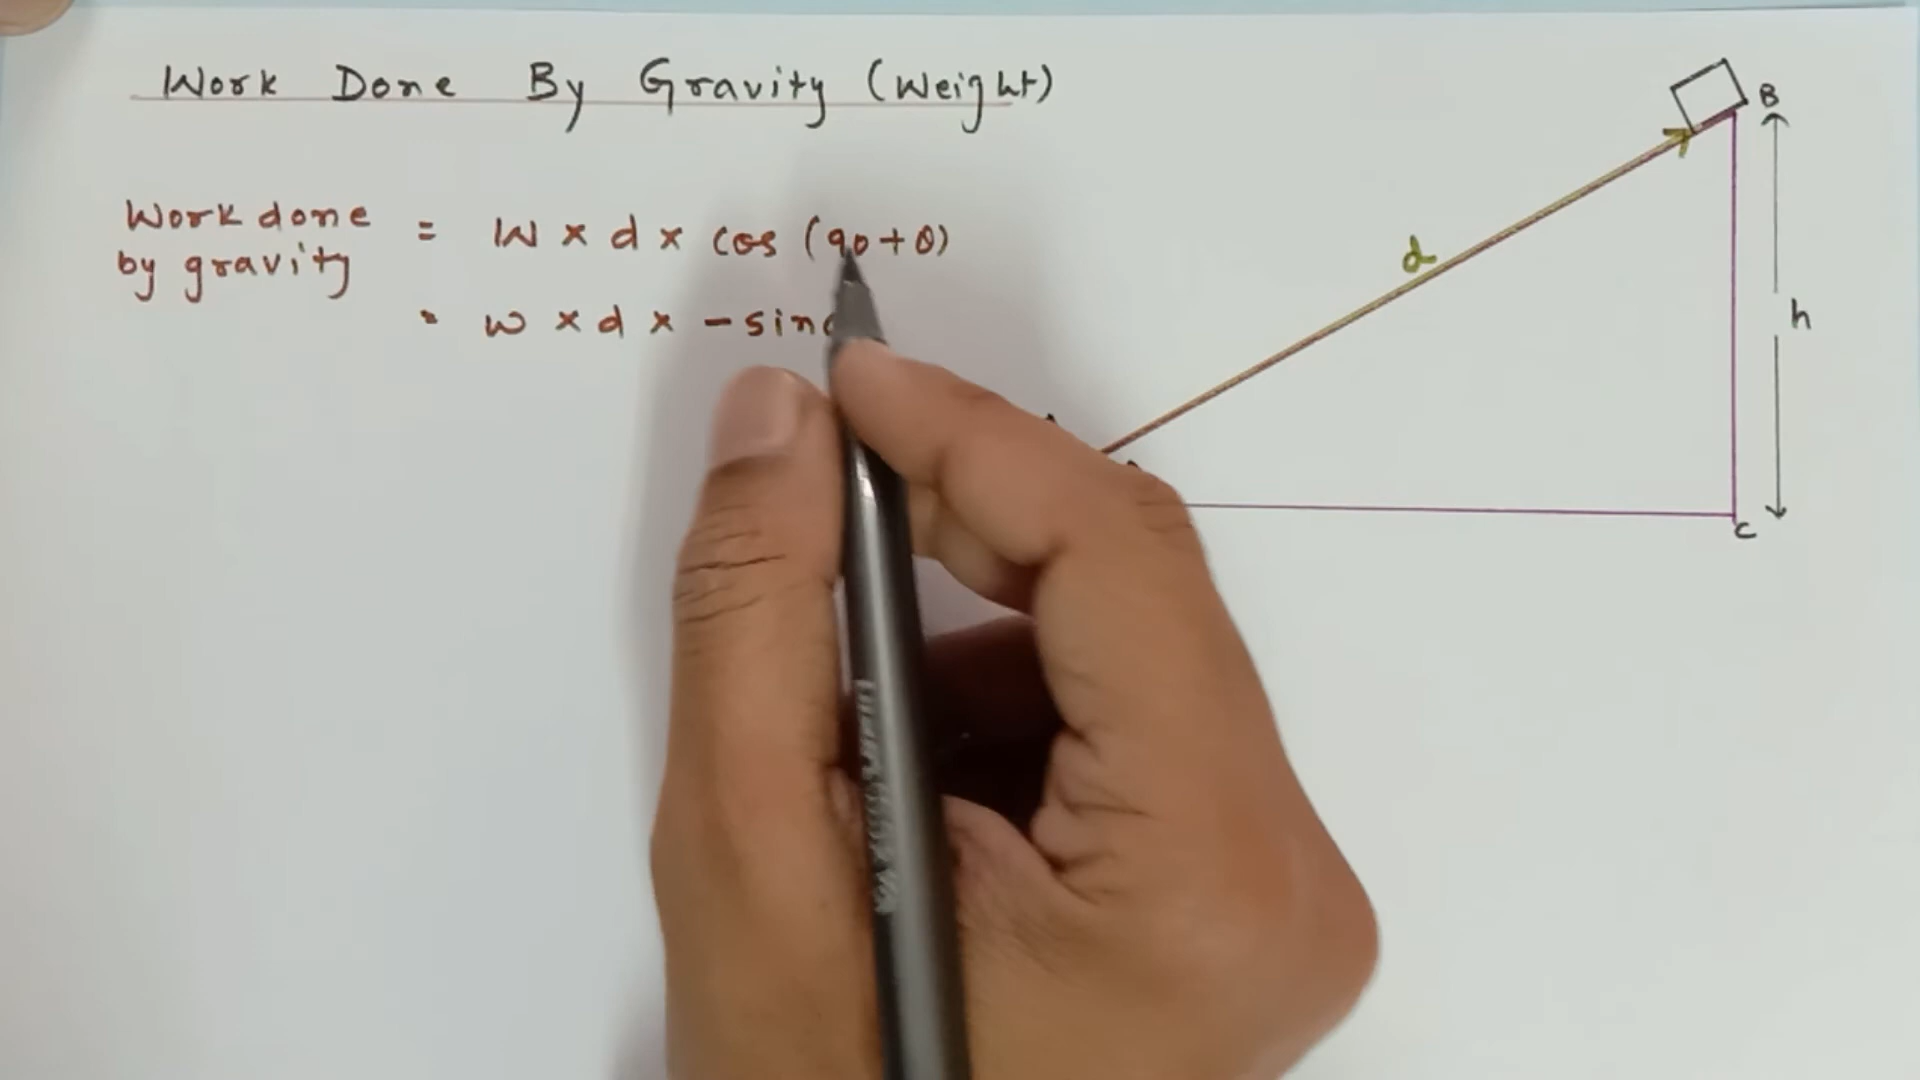 Work Done By Gravity (Weight)
Work done
by gravity
= W × d × cos (90+θ)
= W × d × - sin
B
d
h
C